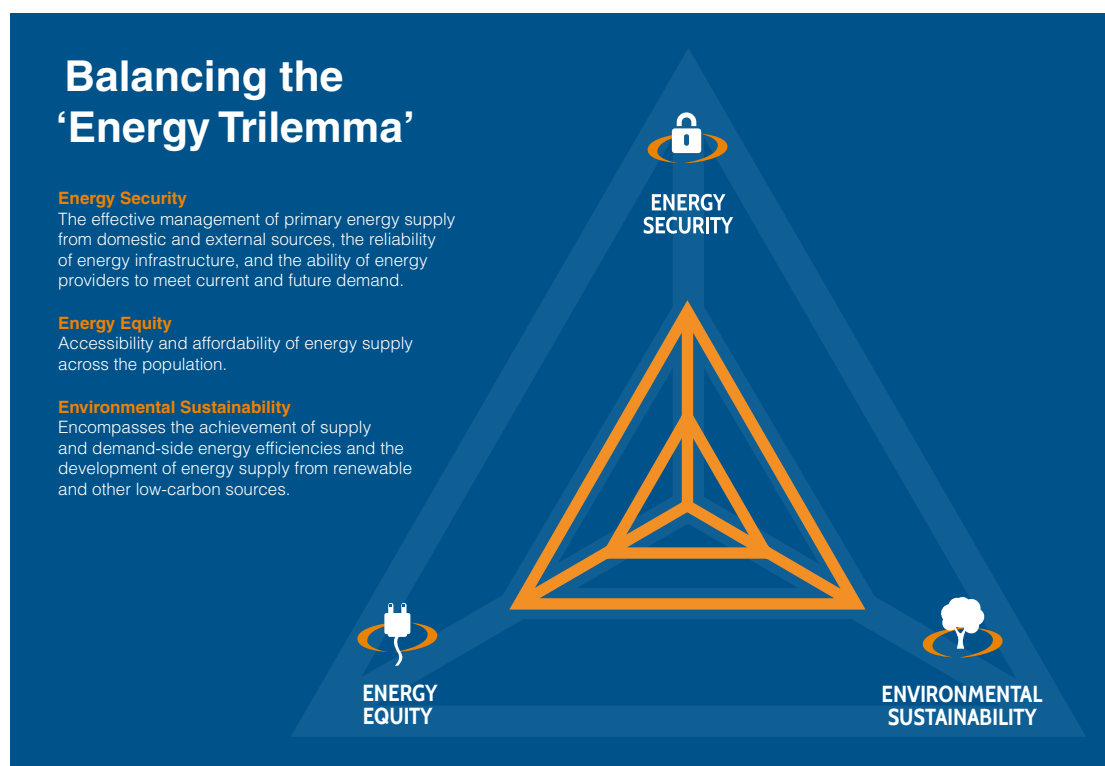 Balancing the
‘Energy Trilemma’
Energy Security
The effective management of primary energy supply
from domestic and external sources, the reliability
of energy infrastructure, and the ability of energy
providers to meet current and future demand.
Energy Equity
Accessibility and affordability of energy supply
across the population.
Environmental Sustainability
Encompasses the achievement of supply
and demand-side energy efficiencies and the
development of energy supply from renewable
and other low-carbon sources.
ENERGY
SECURITY
ENERGY
EQUITY
ENVIRONMENTAL
SUSTAINABILITY